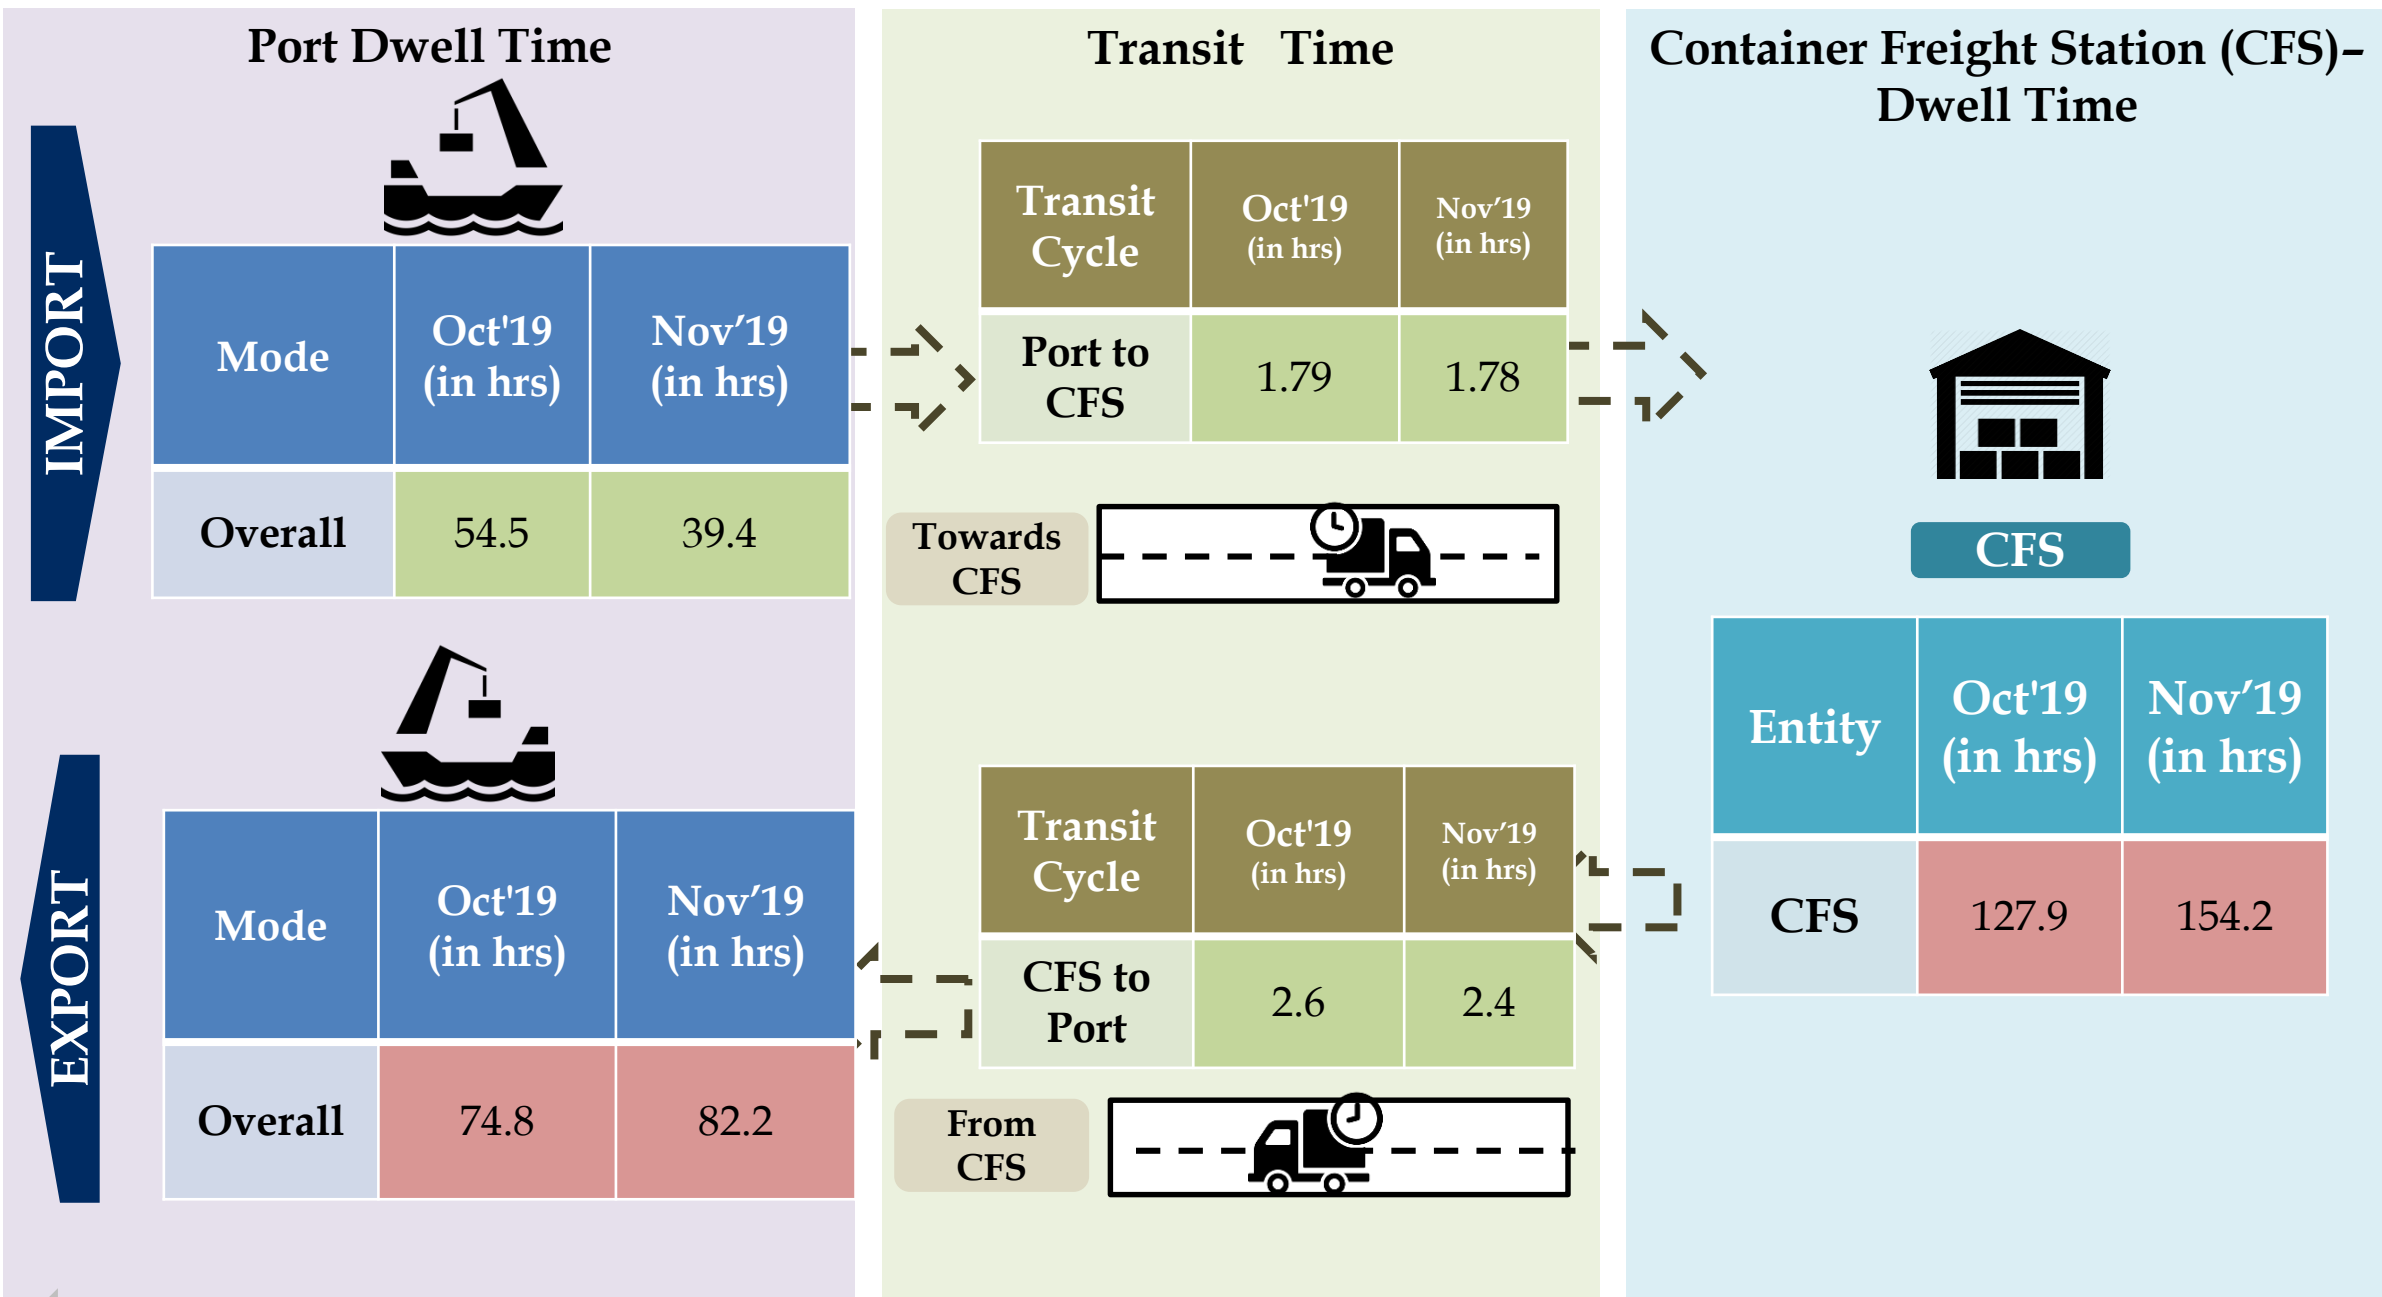 Port Dwell Time
IMPORT
Mode
Oct'19
(in hrs)
Nov’19
(in hrs)
Overall
54.5
39.4
EXPORT
Mode
Oct'19
(in hrs)
Nov’19
(in hrs)
Overall
74.8
82.2
Transit Time
Transit
Cycle
Oct'19
(in hrs)
Nov’19
(in hrs)
Port to
CFS
1.79
1.78
Towards
CFS
Transit
Cycle
Oct'19
(in hrs)
Nov’19
(in hrs)
CFS to
Port
2.6
2.4
From
CFS
Container Freight Station (CFS)–
Dwell Time
CFS
Entity
Oct'19
(in hrs)
Nov’19
(in hrs)
CFS
127.9
154.2